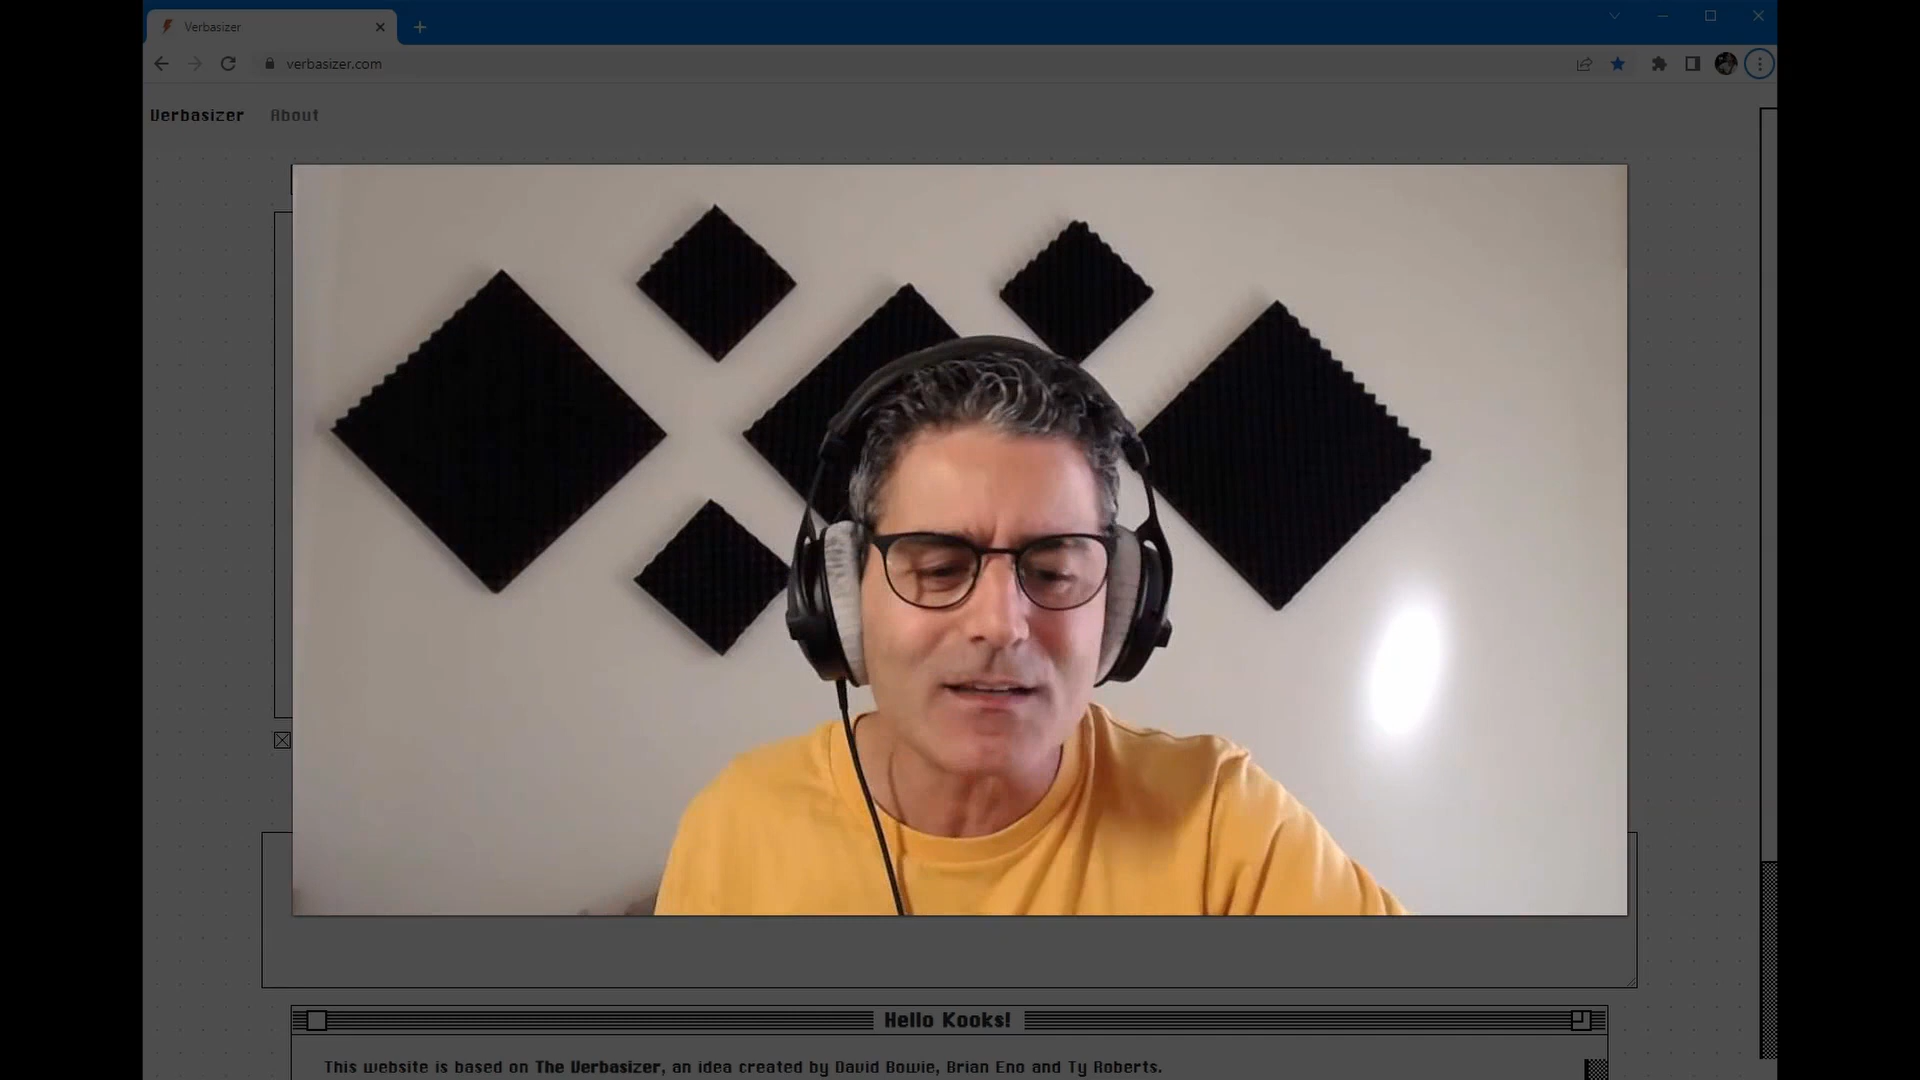 Verbasizer
verbasizer.com
Verbasizer About
Hello Kooks!
This website is based on The Verbasizer, an idea created by David Bowie, Brian Eno and Ty Roberts.